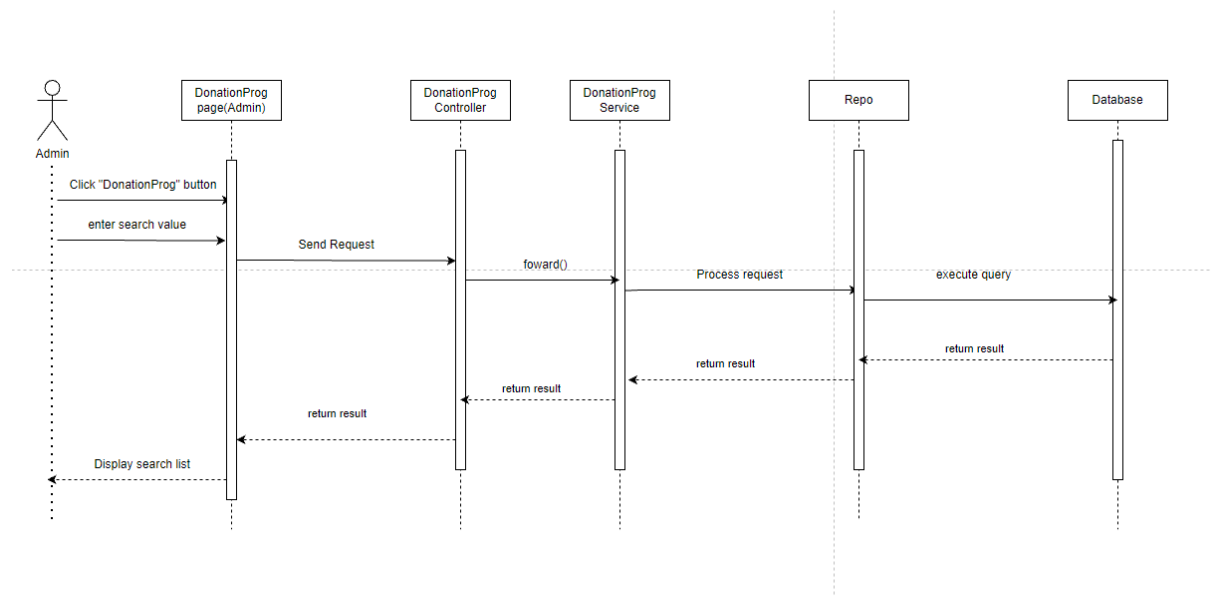 DonationProg
page(Admin)
DonationProg
Controller
DonationProg
Service
Repo
Database
Admin
Click "DonationProg" button
enter search value
Send Request
foward()
Process request
execute query
return result
return result
return result
return result
Display search list